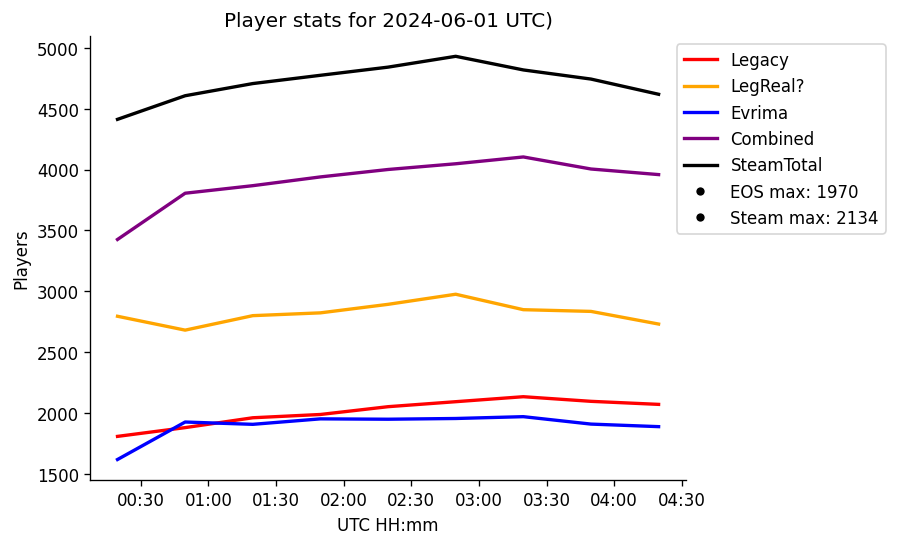 Player stats for 2024-06-01 UTC)
5000
4500
4000
3500
3000
2500
2000
1500
Players
00:30 01:00 01:30 02:00 02:30 03:00 03:30 04:00 04:30
UTC HH:mm
Legacy
LegReal?
Evrima
Combined
SteamTotal
EOS max: 1970
Steam max: 2134